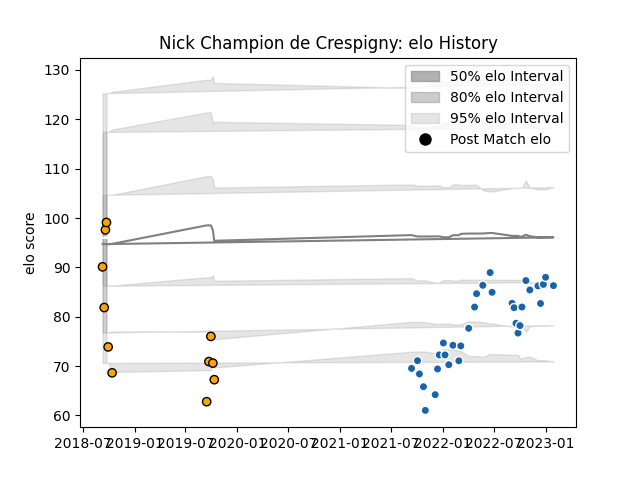 Nick Champion de Crespigny: elo History
130
120
110
100
90
80
70
60
elo score
50% elo Interval
80% elo Interval
95% elo Interval
Post Match elo
2018-07 2019-01 2019-07 2020-01 2020-07 2021-01 2021-07 2022-01 2022-07 2023-01